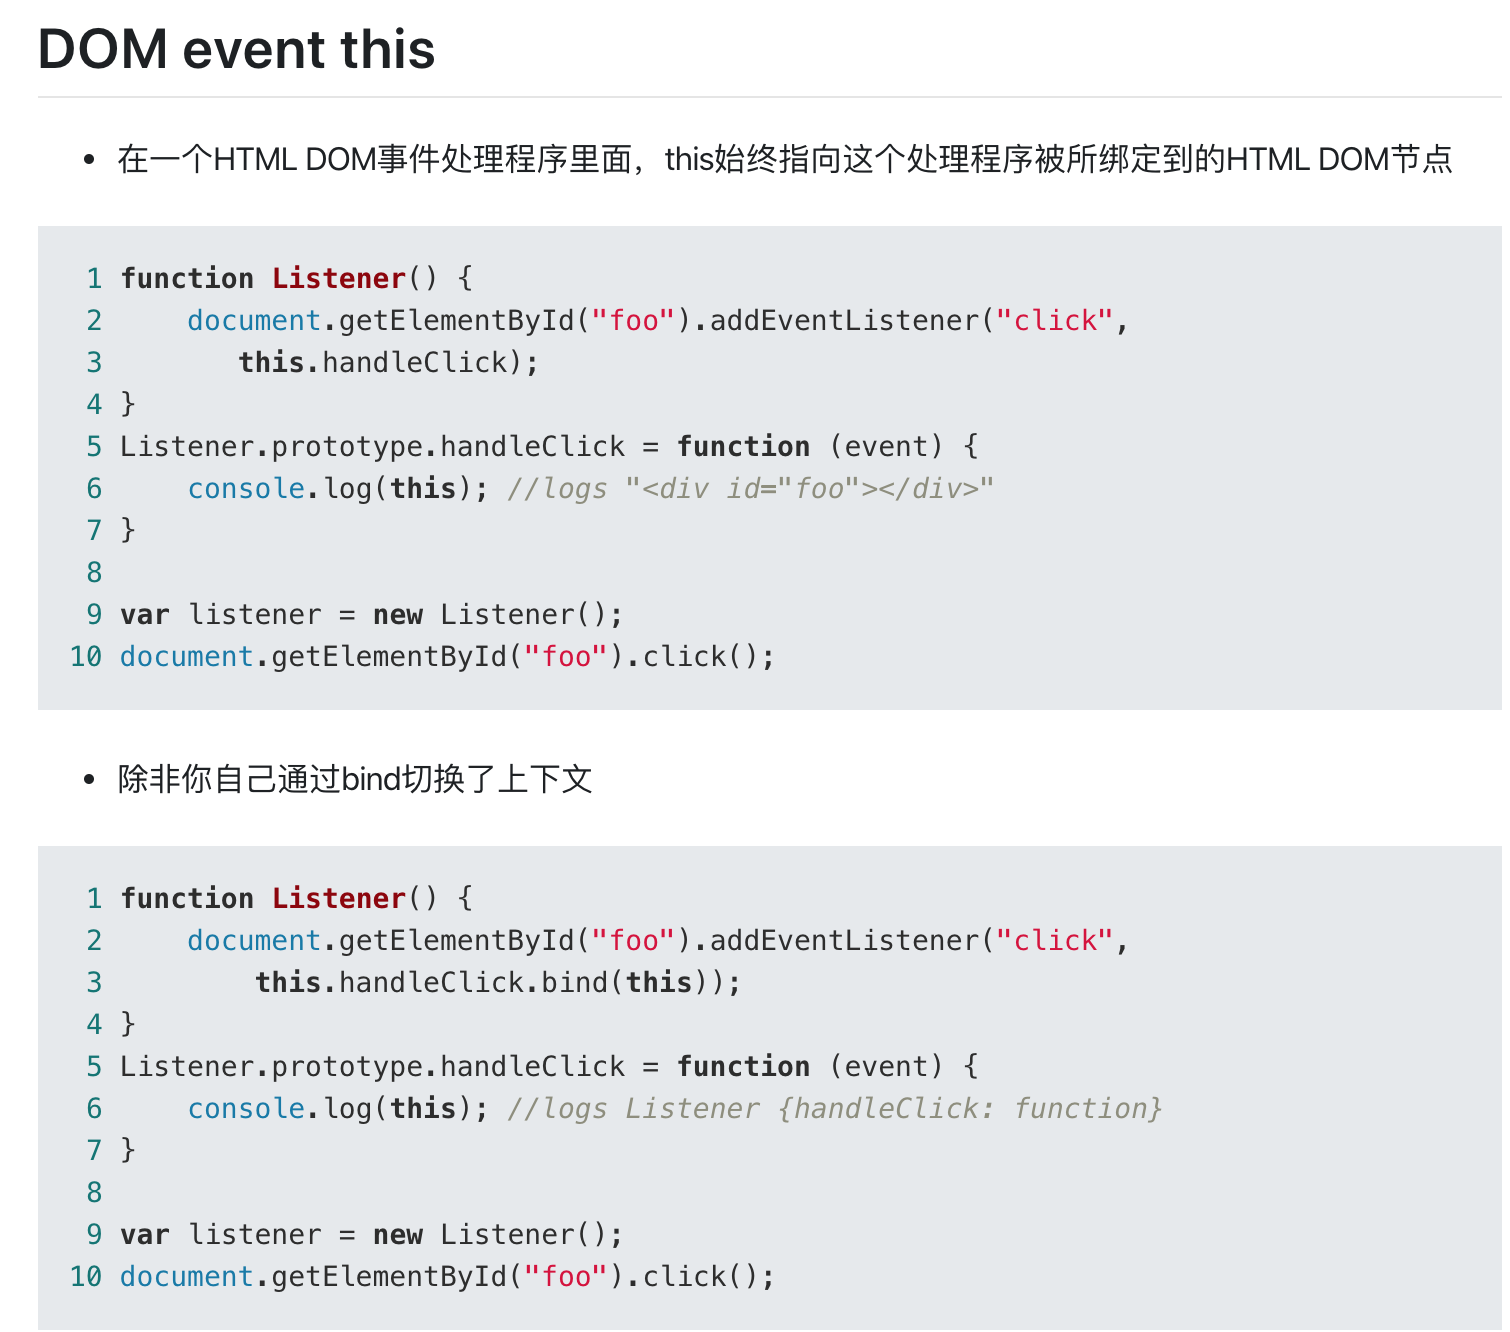 DOM event this
• 在一个HTML DOM事件处理程序里面，this始终指向这个处理程序被所绑定到的HTML DOM节点
1 function Listener() {
2     document.getElementById("foo").addEventListener("click",
3        this.handleClick);
4 }
5 Listener.prototype.handleClick = function (event) {
6     console.log(this); //logs "<div id="foo"></div>"
7 }
8
9 var listener = new Listener();
10 document.getElementById("foo").click();
• 除非你自己通过bind切换了上下文
1 function Listener() {
2     document.getElementById("foo").addEventListener("click",
3         this.handleClick.bind(this));
4 }
5 Listener.prototype.handleClick = function (event) {
6     console.log(this); //logs Listener {handleClick: function}
7 }
8
9 var listener = new Listener();
10 document.getElementById("foo").click();